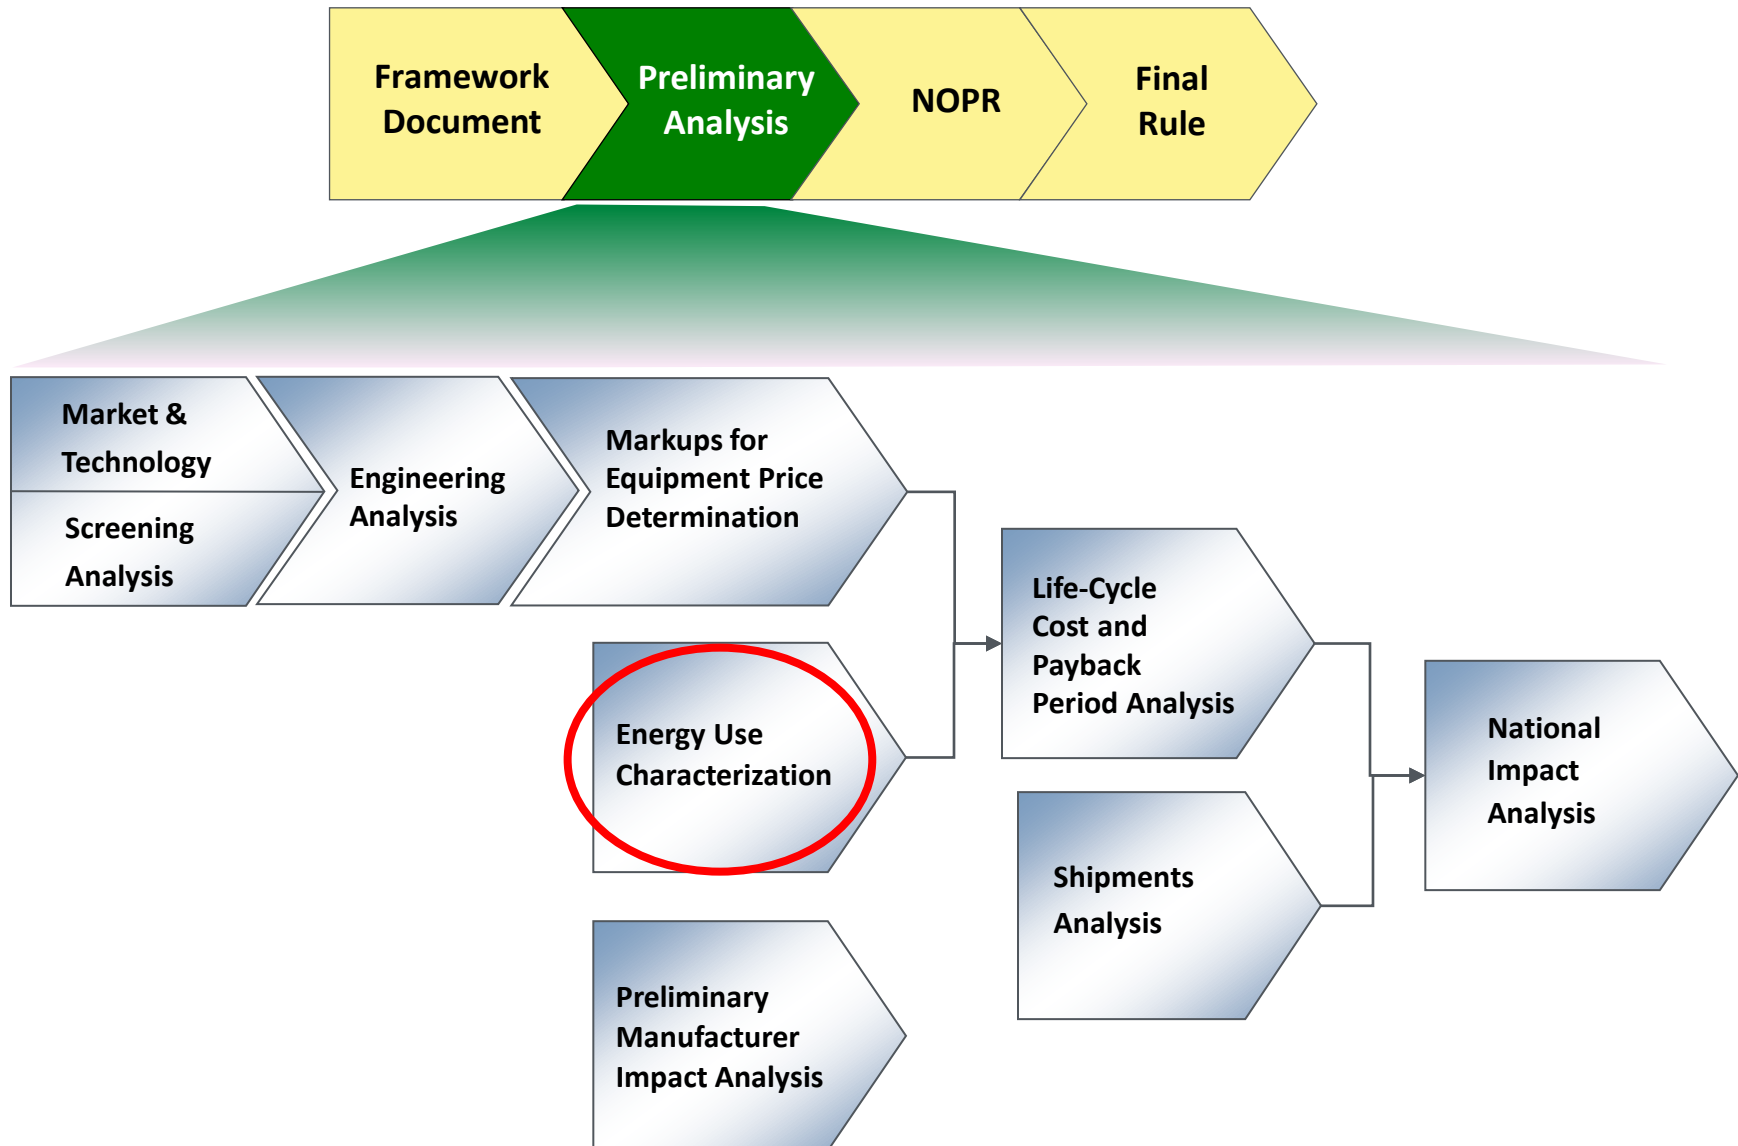 Framework
Document
Preliminary
Analysis
NOPR
Final
Rule
Market &
Technology
Screening
Analysis
Engineering
Analysis
Markups for
Equipment Price
Determination
Energy Use
Characterization
Preliminary
Manufacturer
Impact Analysis
Life-Cycle
Cost and
Payback
Period Analysis
Shipments
Analysis
National
Impact
Analysis